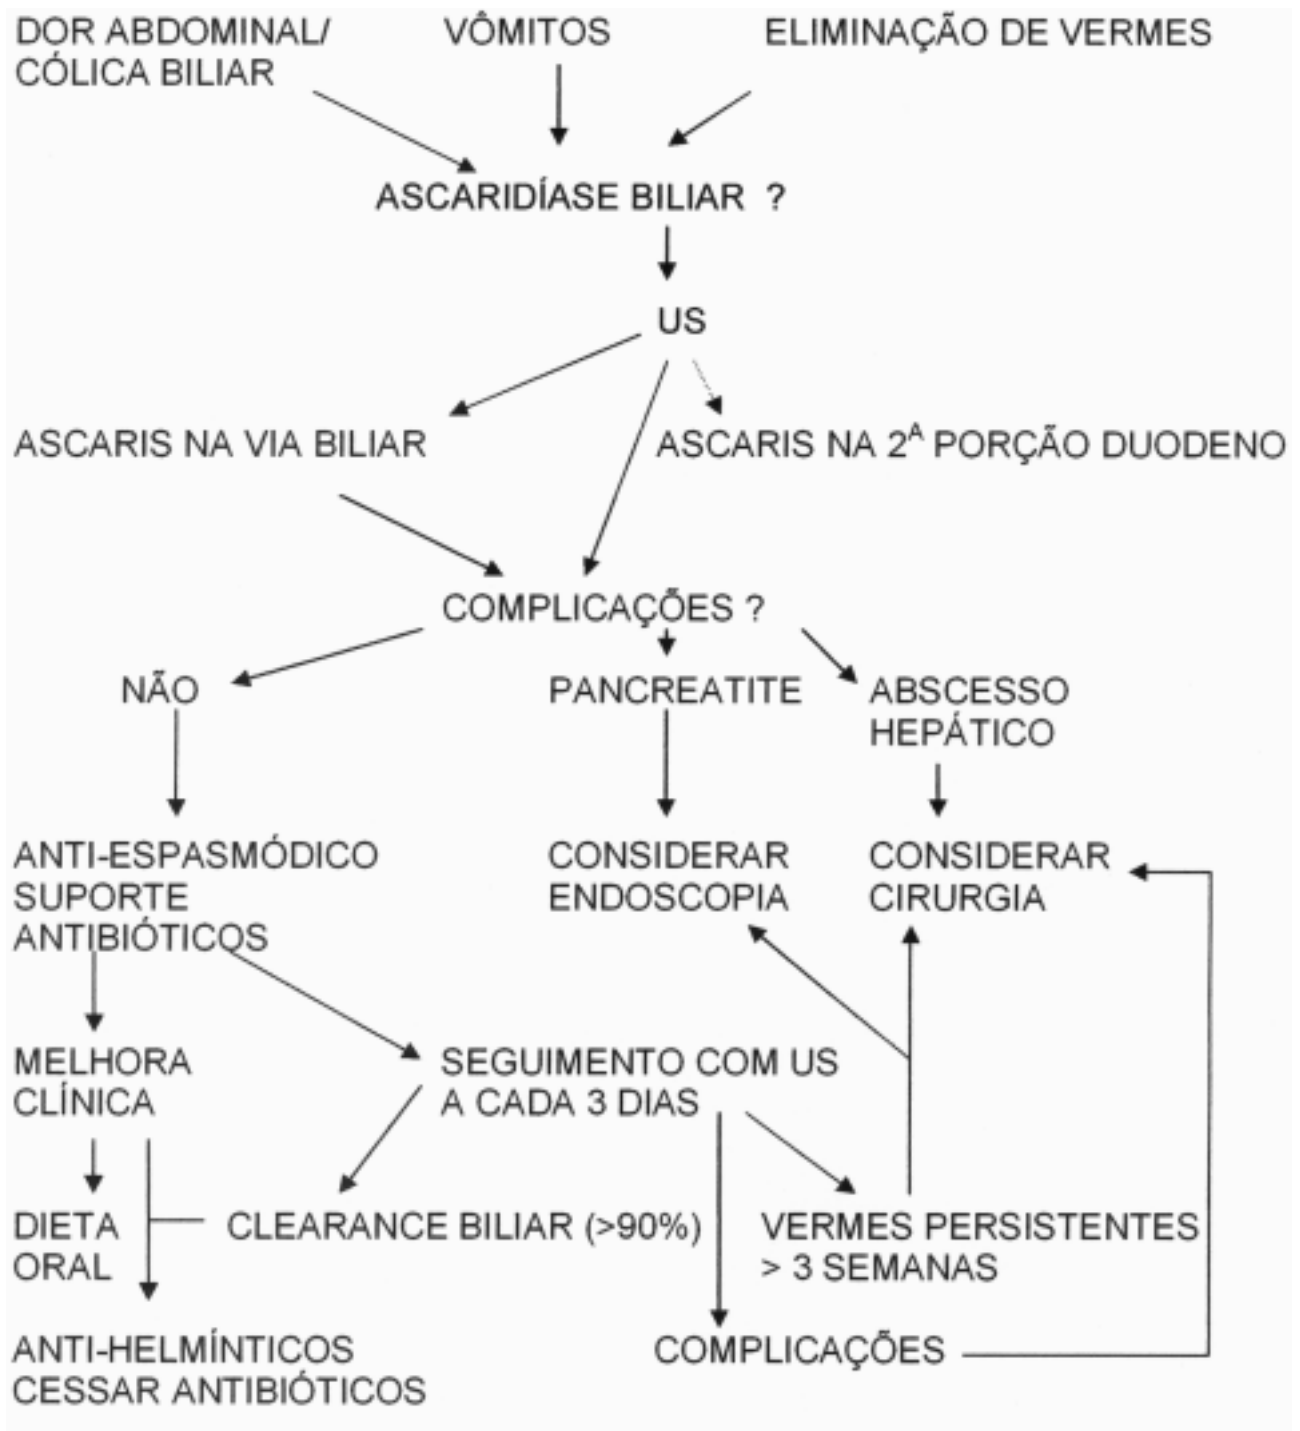 DOR ABDOMINAL/
CÓLICA BILIAR
VÔMITOS
ELIMINAÇÃO DE VERMES
ASCARIDÍASE BILIAR ?
US
ASCARIS NA VIA BILIAR
ASCARIS NA 2ᴬ PORÇÃO DUODENO
COMPLICAÇÕES ?
NÃO
PANCREATITE
ABSCESSO
HEPÁTICO
ANTI-ESPASMÓDICO
SUPORTE
ANTIBIÓTICOS
CONSIDERAR
ENDOSCOPIA
CONSIDERAR
CIRURGIA
MELHORA
CLÍNICA
SEGUIMENTO COM US
A CADA 3 DIAS
DIETA
ORAL
CLEARANCE BILIAR (>90%)
VERMES PERSISTENTES
> 3 SEMANAS
ANTI-HELMÍNTICOS
CESSAR ANTIBIÓTICOS
COMPLICAÇÕES